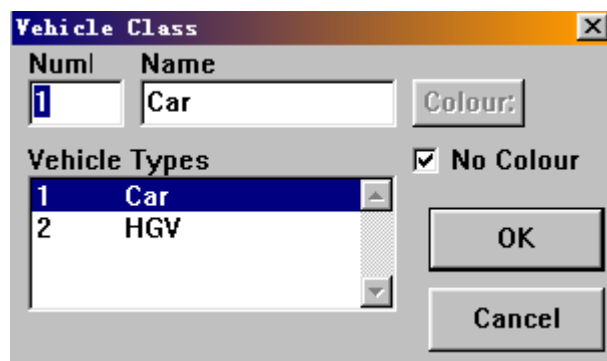 Vehicle Class
Num Name
1 Car
Colour:
Vehicle Types
No Colour
1 Car
2 HGV
OK
Cancel